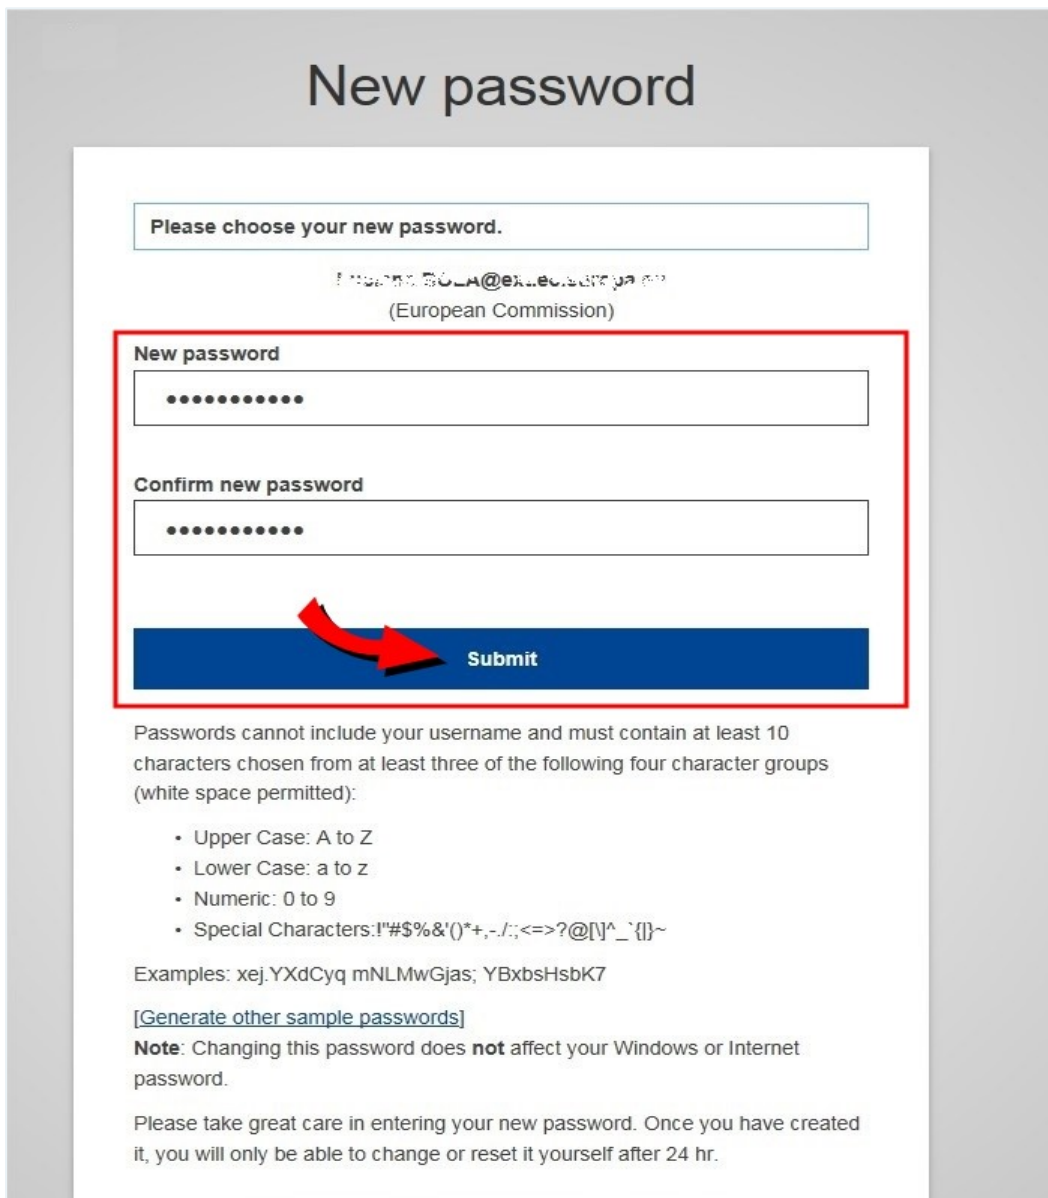 New password
Please choose your new password.
(European Commission)
New password
•••••••••••
Confirm new password
•••••••••••
Submit
Passwords cannot include your username and must contain at least 10
characters chosen from at least three of the following four character groups
(white space permitted):
• Upper Case: A to Z
• Lower Case: a to z
• Numeric: 0 to 9
• Special Characters:!"#$%&'()*+,-./:;<=>?@[\]^_`{|}~
Examples: xej.YXdCyq mNLMwGjas; YBxbsHsbK7
[Generate other sample passwords]
Note: Changing this password does not affect your Windows or Internet
password.
Please take great care in entering your new password. Once you have created
it, you will only be able to change or reset it yourself after 24 hr.